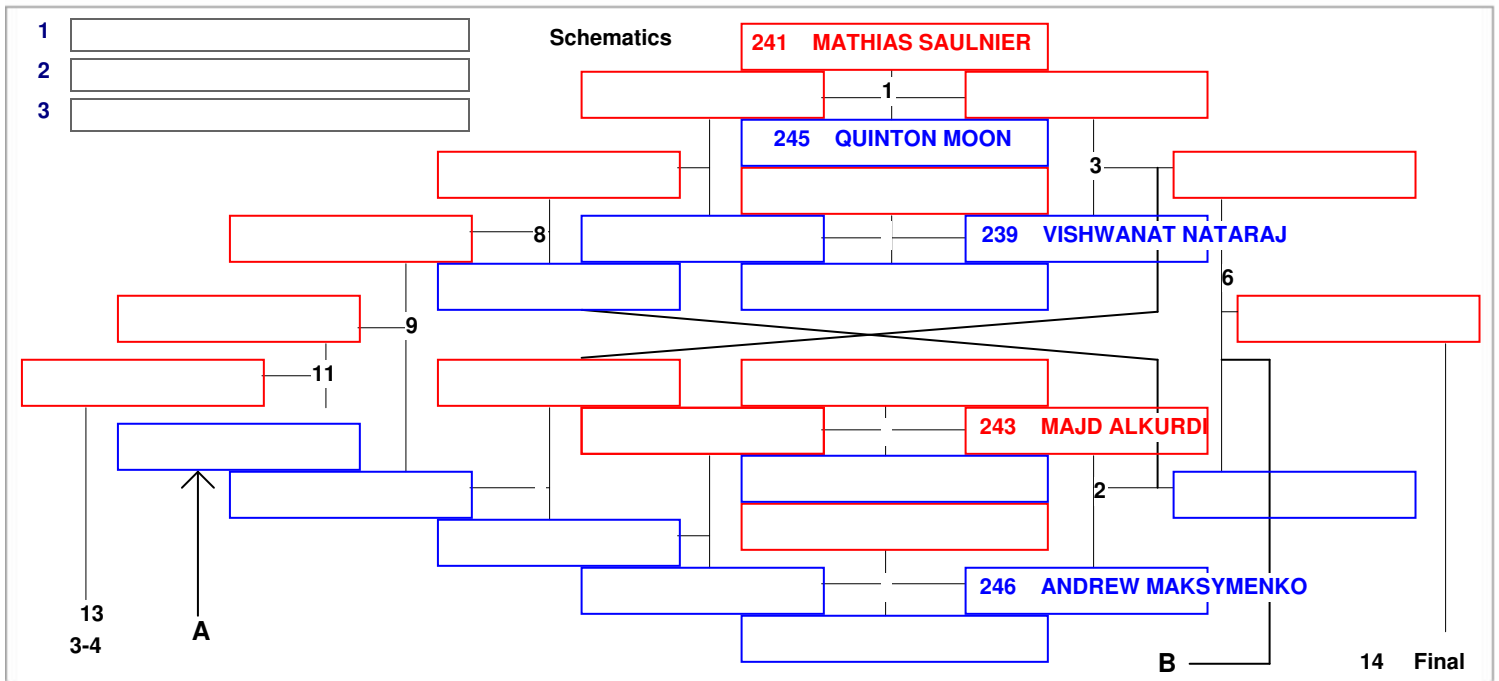 1
Schematics
241 MATHIAS SAULNIER
2
1
3
245 QUINTON MOON
3
8
239 VISHWANAT NATARAJ
6
9
11
243 MAJD ALKURDI
2
246 ANDREW MAKSYMENKO
13
3-4
A
B
14 Final